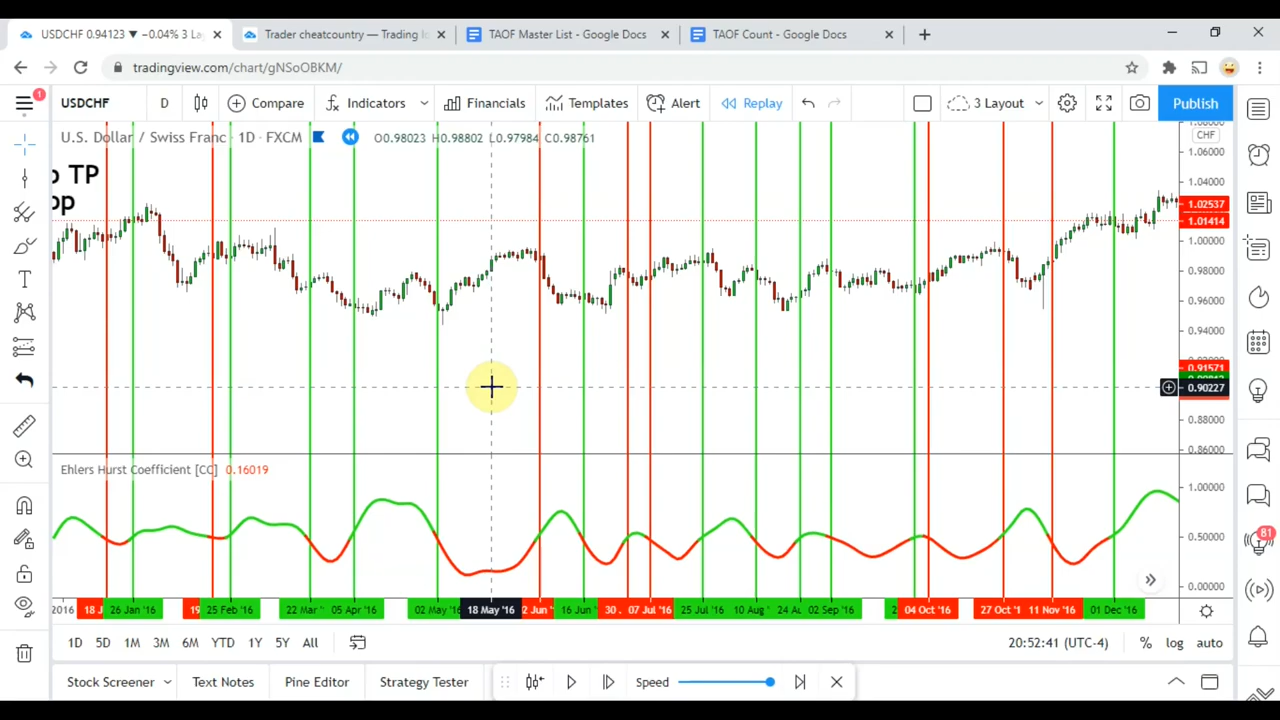 USDCHF 0.94123 ▼ −0.04% 3 La
Trader cheatcountry — Trading I
TAOF Master List - Google Docs
TAOF Count - Google Docs
tradingview.com/chart/gNSoOBKM/
1
USDCHF D Compare Indicators Financials Templates Alert Replay 3 Layout Publish
U.S. Dollar / Swiss Franc · 1D · FXCM O0.98023 H0.98802 L0.97984 C0.98761
CHF
TP
op
1.06000
1.04000
1.02537
1.01414
1.00000
0.98000
0.96000
0.94000
0.91571
0.90227
0.88000
0.86000
Ehlers Hurst Coefficient [CC] 0.16019
1.00000
0.50000
0.00000
81
2016 18 J 26 Jan '16 19 25 Feb '16 22 Mar 05 Apr '16 02 May '16 18 May '16 2 Jun 16 Jun 30 07 Jul '16 25 Jul '16 10 Aug 24 A 02 Sep '16 2 04 Oct '16 27 Oct '1 11 Nov '16 01 Dec '16
1D 5D 1M 3M 6M YTD 1Y 5Y All 20:52:41 (UTC-4) % log auto
Stock Screener Text Notes Pine Editor Strategy Tester Speed